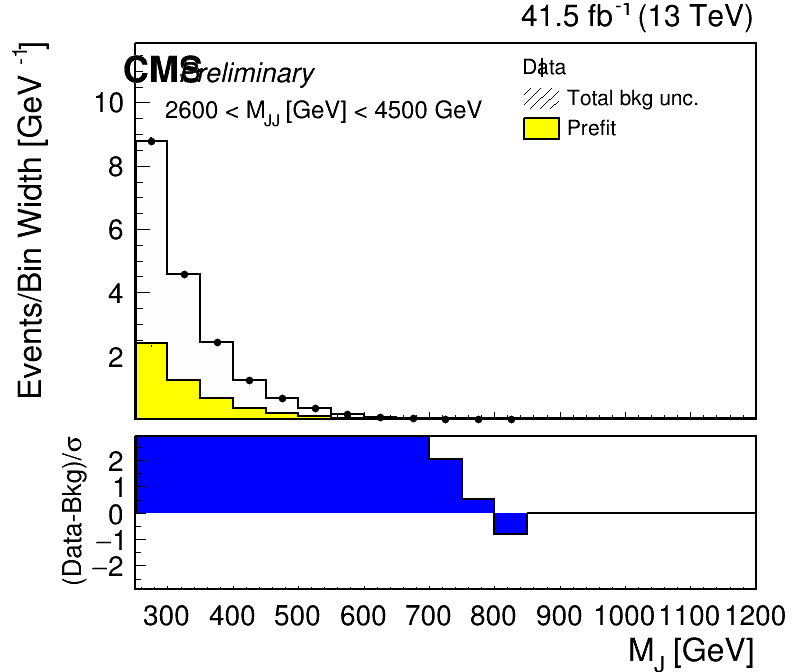 41.5 fb⁻¹ (13 TeV)
CMS Preliminary
2600 < M_JJ [GeV] < 4500 GeV
Data
Total bkg unc.
Prefit
Events/Bin Width [GeV⁻¹]
10
8
6
4
2
(Data-Bkg)/σ
2
1
0
−1
−2
300 400 500 600 700 800 900 1000 1100 1200
M_J [GeV]